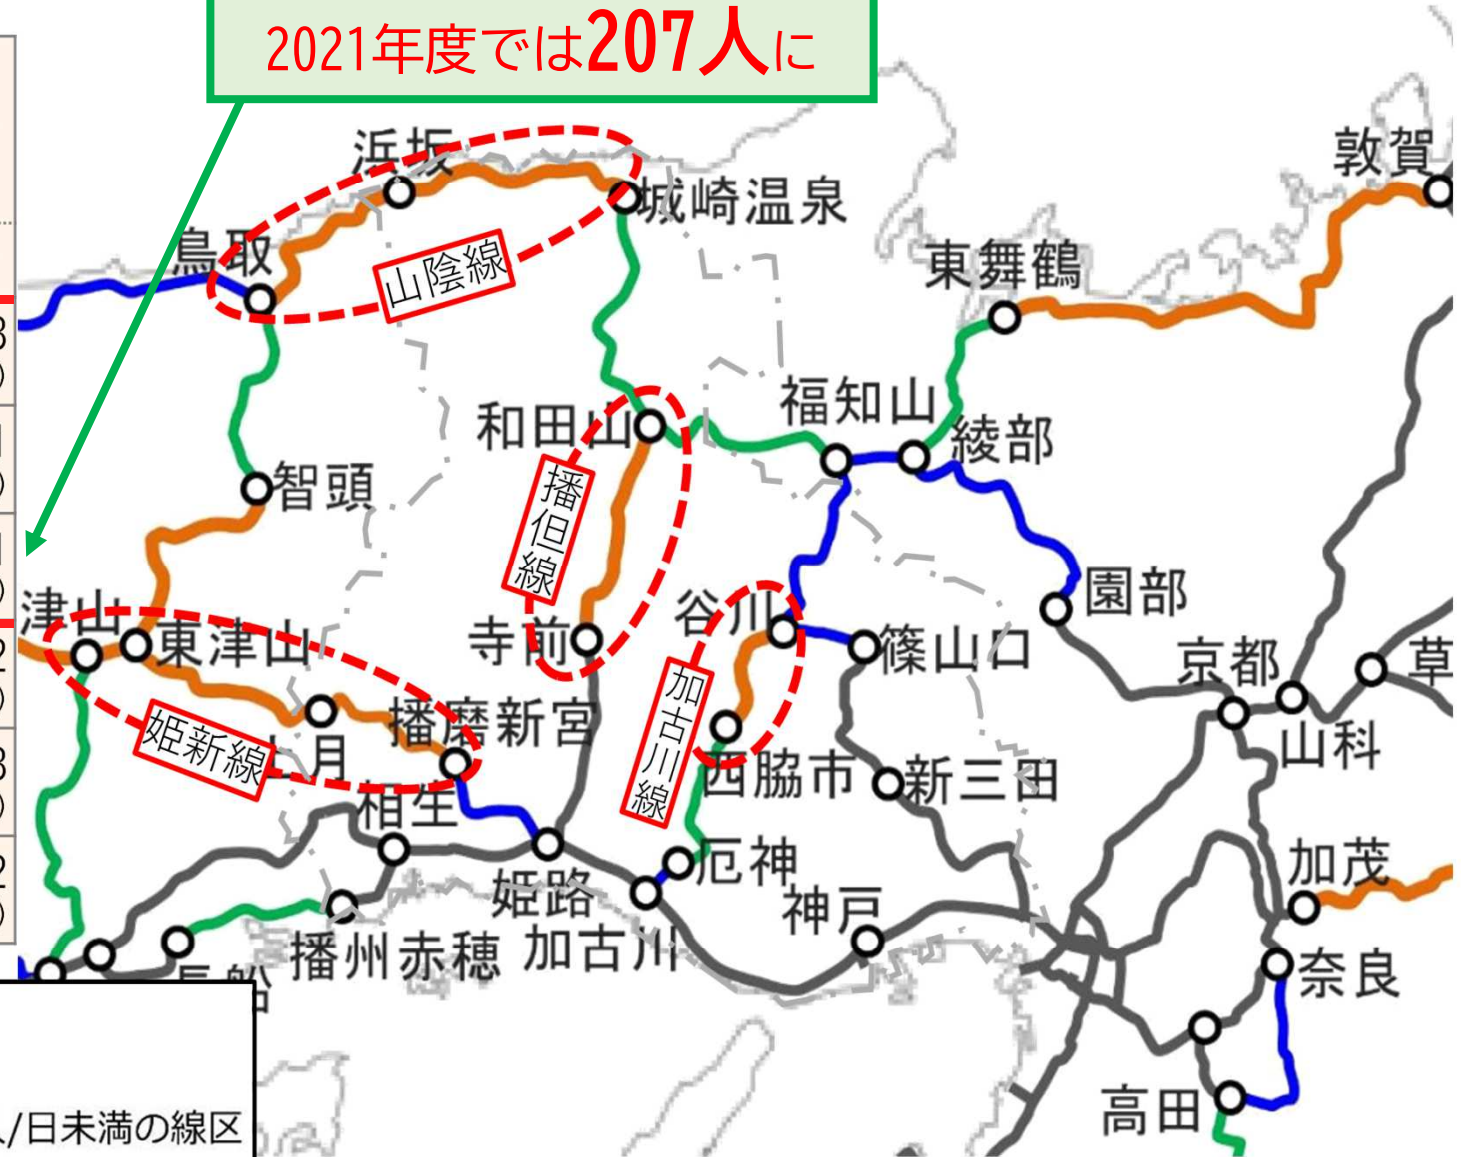 2021年度では207人に
浜坂
敦賀
城崎温泉
鳥取
山陰線
東舞鶴
和田山
福知山
綾部
智頭
播但線
津山
東津山
寺前
谷川
篠山口
園部
京都
草
山科
姫新線
上月
播磨新宮
加古川線
西脇市
新三田
相生
姫路
厄神
加茂
播州赤穂
加古川
神戸
奈良
長船
高田
人/日未満の線区